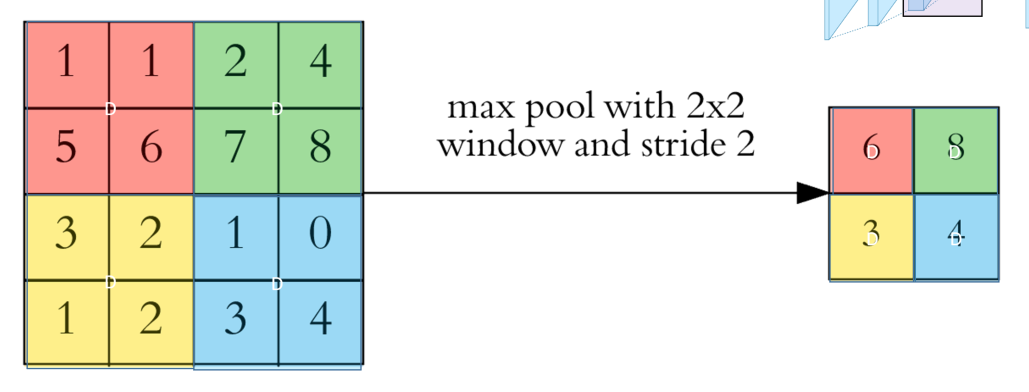 1 1 2 4
D D
5 6 7 8
3 2 1 0
D D
1 2 3 4
max pool with 2x2
window and stride 2
6 8
D D
3 4
D D